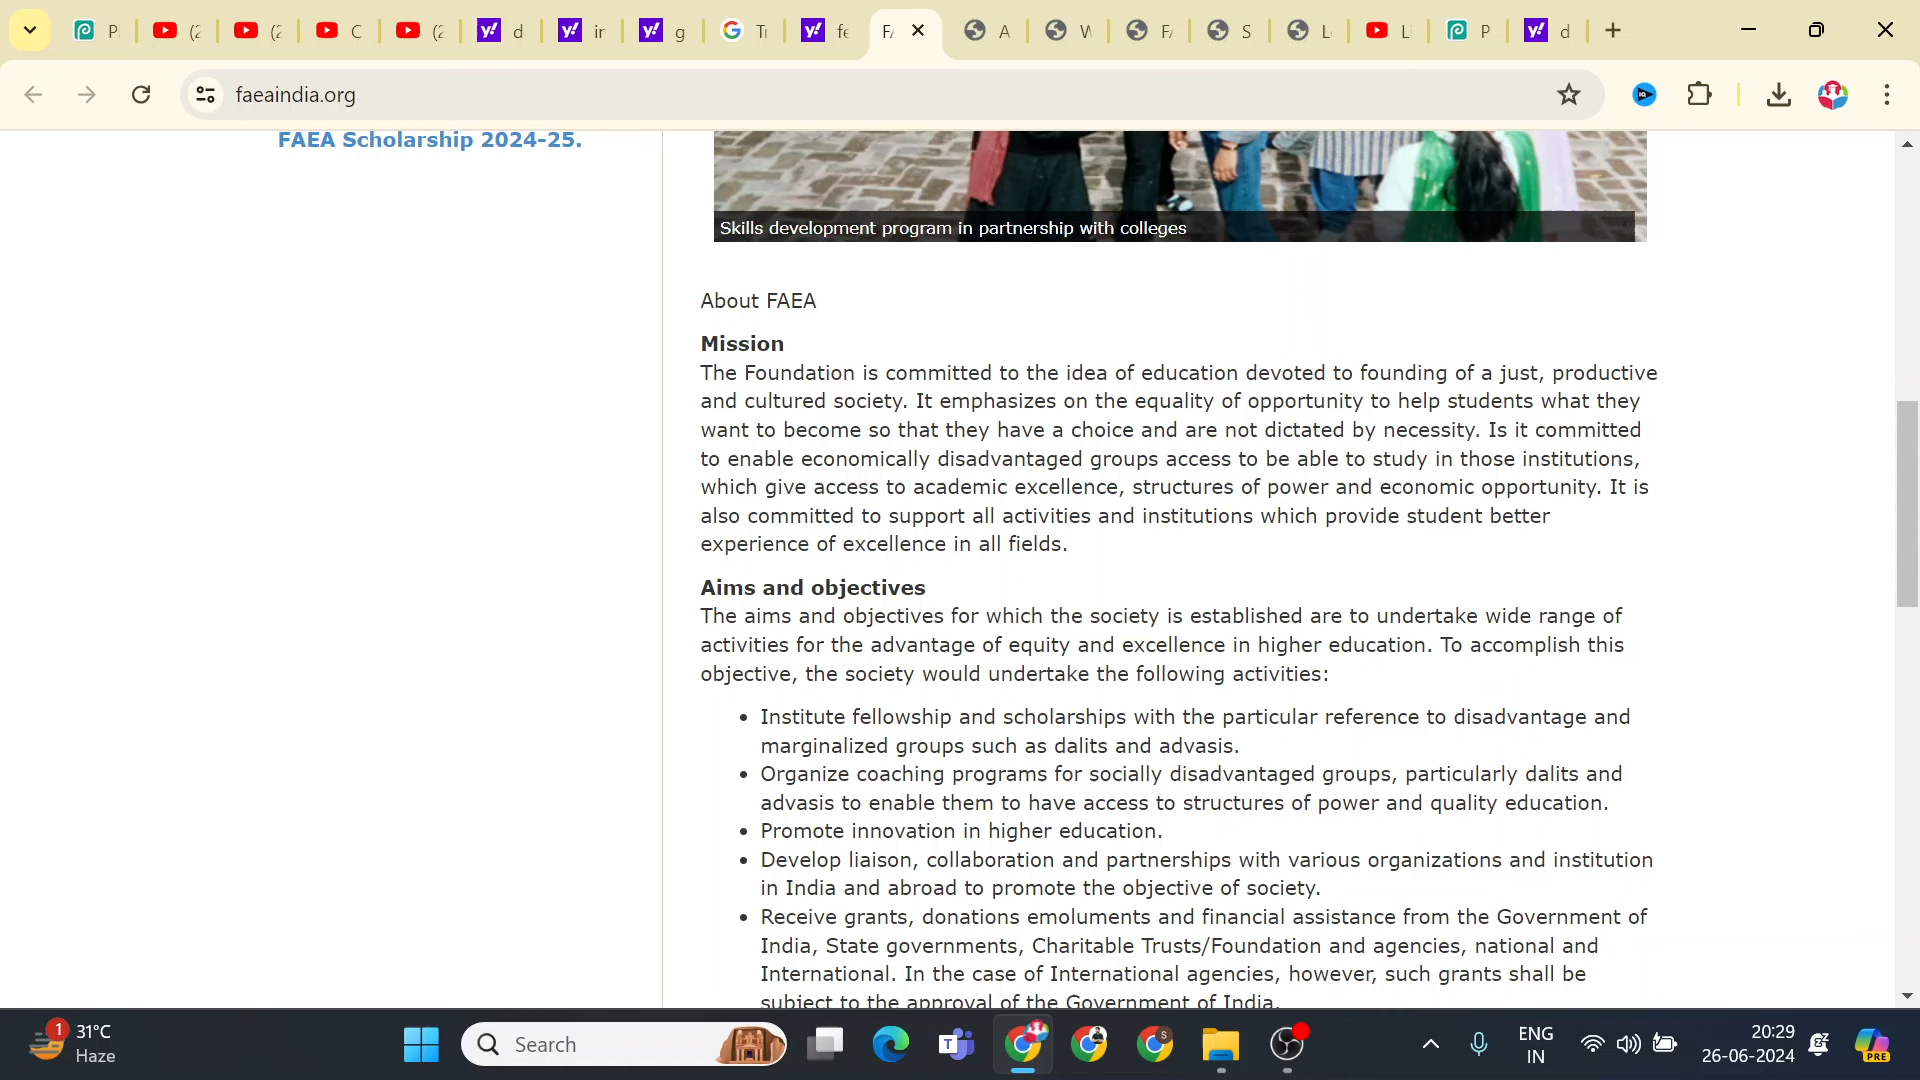 P
(2
(2
C
(2
d
in
g
Tr
fe
FA
A
W
FA
S
Lo
Li
P
d
faeaindia.org
FAEA Scholarship 2024-25.
Skills development program in partnership with colleges
About FAEA
Mission
The Foundation is committed to the idea of education devoted to founding of a just, productive
and cultured society. It emphasizes on the equality of opportunity to help students what they
want to become so that they have a choice and are not dictated by necessity. Is it committed
to enable economically disadvantaged groups access to be able to study in those institutions,
which give access to academic excellence, structures of power and economic opportunity. It is
also committed to support all activities and institutions which provide student better
experience of excellence in all fields.
Aims and objectives
The aims and objectives for which the society is established are to undertake wide range of
activities for the advantage of equity and excellence in higher education. To accomplish this
objective, the society would undertake the following activities:
• Institute fellowship and scholarships with the particular reference to disadvantage and
marginalized groups such as dalits and advasis.
• Organize coaching programs for socially disadvantaged groups, particularly dalits and
advasis to enable them to have access to structures of power and quality education.
• Promote innovation in higher education.
• Develop liaison, collaboration and partnerships with various organizations and institution
in India and abroad to promote the objective of society.
• Receive grants, donations emoluments and financial assistance from the Government of
India, State governments, Charitable Trusts/Foundation and agencies, national and
International. In the case of International agencies, however, such grants shall be
subject to the approval of the Government of India.
1
31°C
Haze
Search
ENG
IN
20:29
26-06-2024
PRE